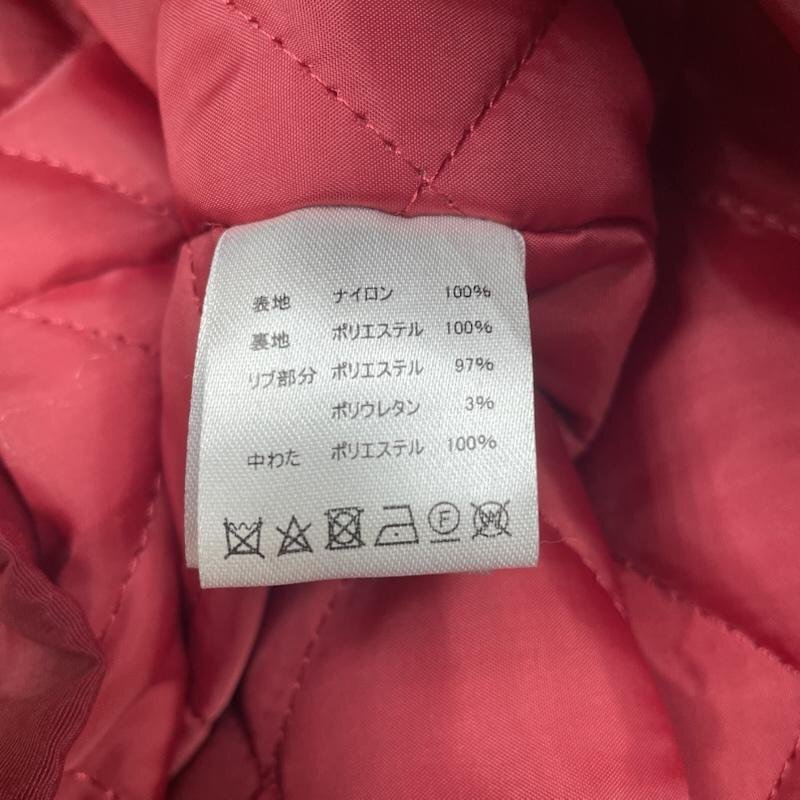 表地 ナイロン 100%
裏地 ポリエステル 100%
リブ部分 ポリエステル 97%
ポリウレタン 3%
中わた ポリエステル 100%
F
W